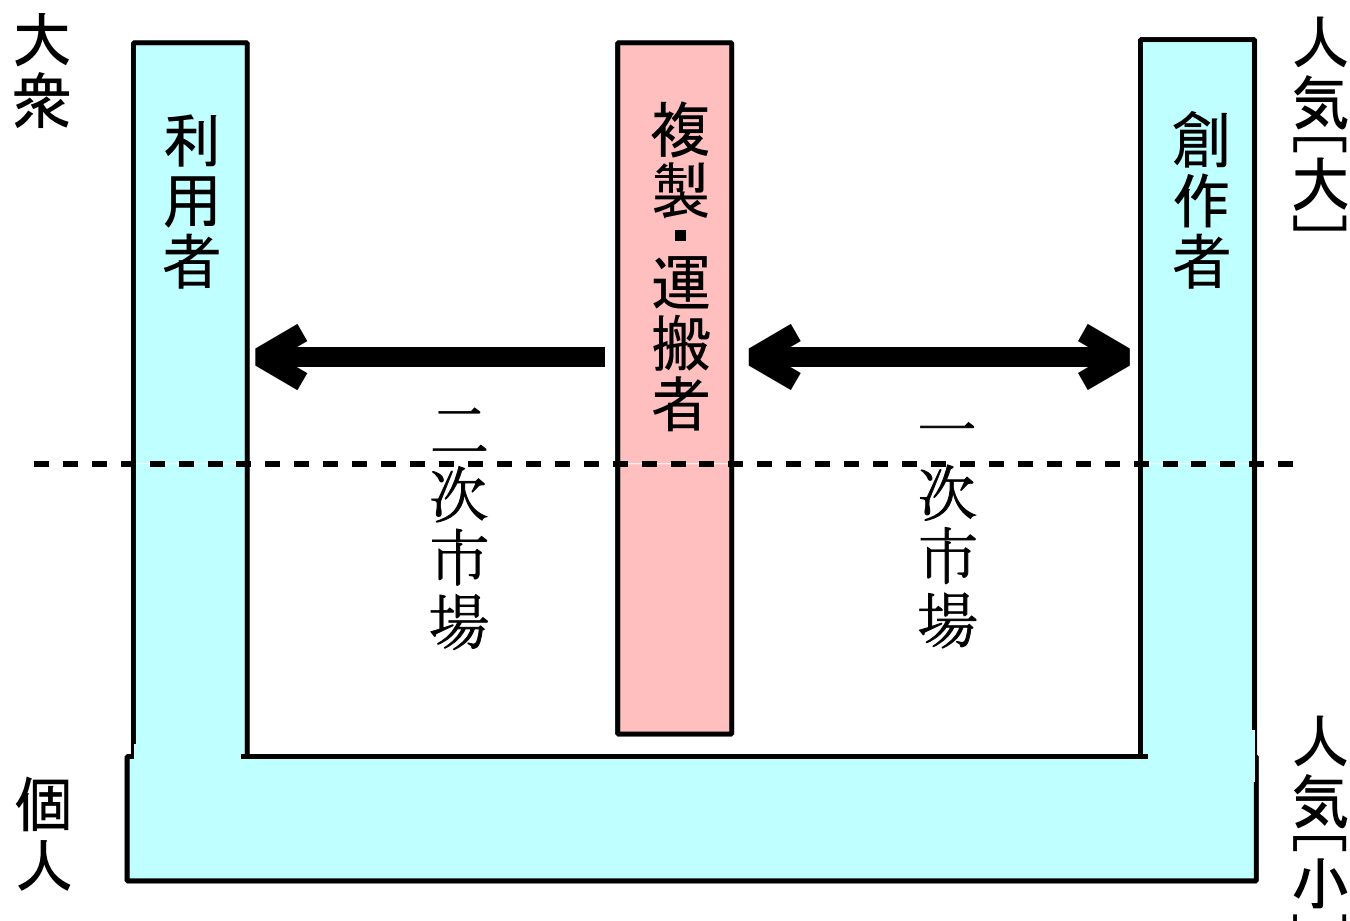 大衆
利用者
複製・運搬者
創作者
人気[大]
二次市場
一次市場
個人
人気[小